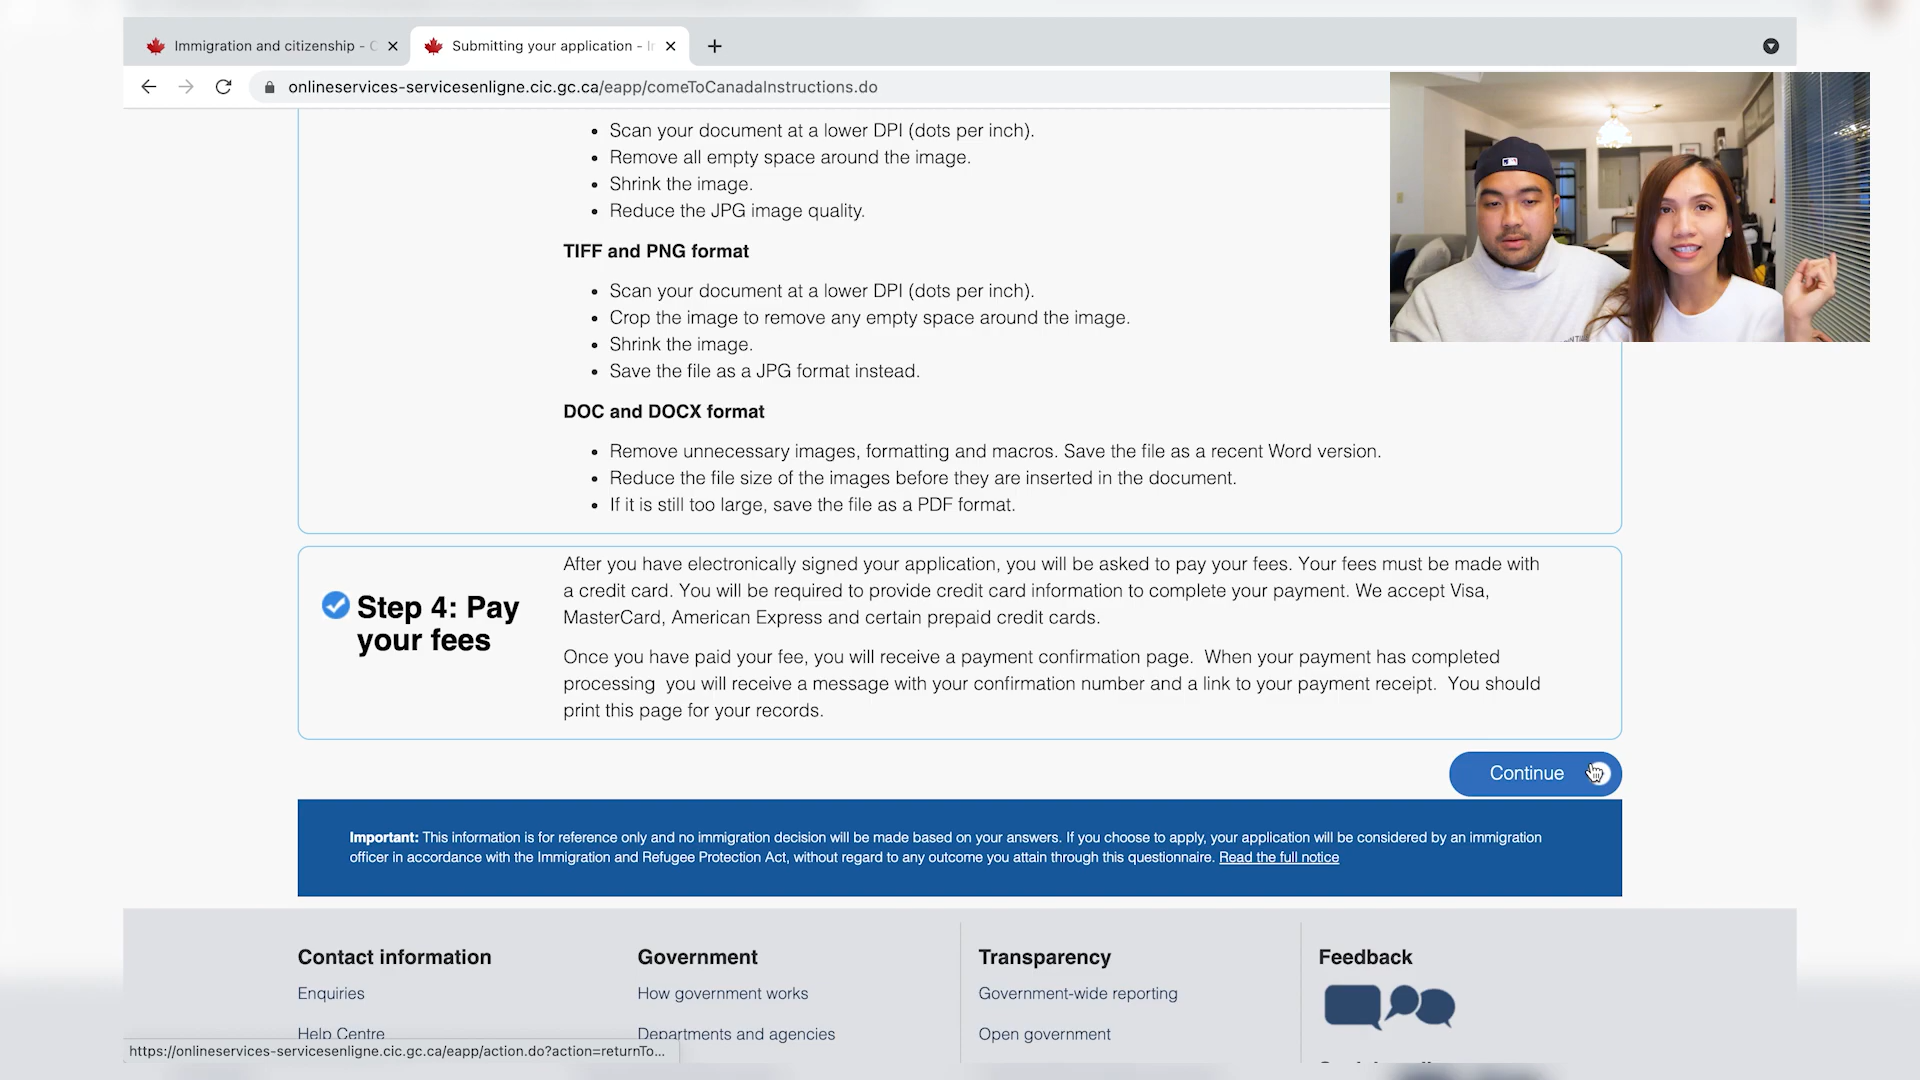 Immigration and citizenship - C
Submitting your application - I
onlineservices-servicesenligne.cic.gc.ca/eapp/comeToCanadaInstructions.do
• Scan your document at a lower DPI (dots per inch).
• Remove all empty space around the image.
• Shrink the image.
• Reduce the JPG image quality.
TIFF and PNG format
• Scan your document at a lower DPI (dots per inch).
• Crop the image to remove any empty space around the image.
• Shrink the image.
• Save the file as a JPG format instead.
DOC and DOCX format
• Remove unnecessary images, formatting and macros. Save the file as a recent Word version.
• Reduce the file size of the images before they are inserted in the document.
• If it is still too large, save the file as a PDF format.
Step 4: Pay
your fees
After you have electronically signed your application, you will be asked to pay your fees. Your fees must be made with
a credit card. You will be required to provide credit card information to complete your payment. We accept Visa,
MasterCard, American Express and certain prepaid credit cards.
Once you have paid your fee, you will receive a payment confirmation page. When your payment has completed
processing you will receive a message with your confirmation number and a link to your payment receipt. You should
print this page for your records.
Continue
Important: This information is for reference only and no immigration decision will be made based on your answers. If you choose to apply, your application will be considered by an immigration
officer in accordance with the Immigration and Refugee Protection Act, without regard to any outcome you attain through this questionnaire. Read the full notice
Contact information
Enquiries
Help Centre
Government
How government works
Departments and agencies
Transparency
Government-wide reporting
Open government
Feedback
https://onlineservices-servicesenligne.cic.gc.ca/eapp/action.do?action=returnTo...